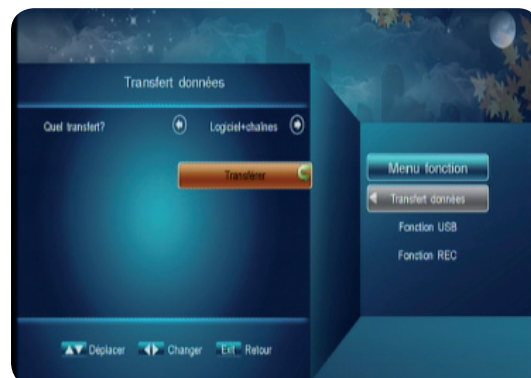 Transfert données
Quel transfert? Logiciel+chaînes
Transférer
Déplacer Changer Exit Retour
Menu fonction
Transfert données
Fonction USB
Fonction REC